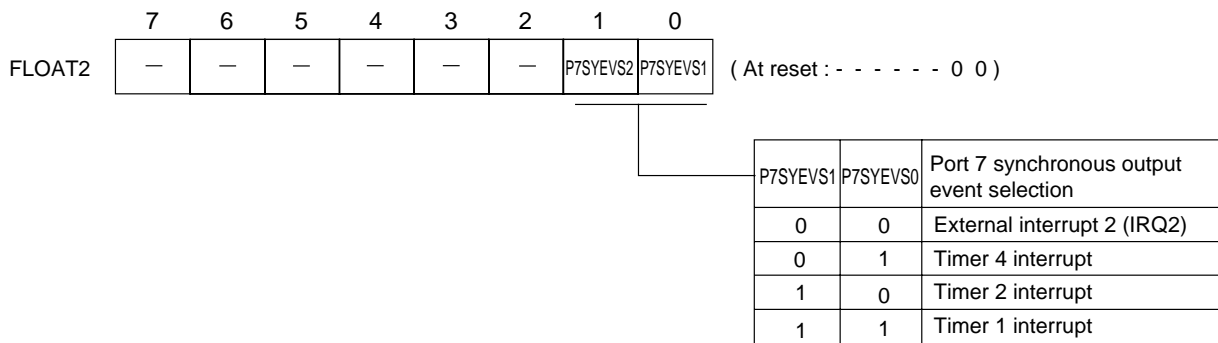 7 6 5 4 3 2 1 0
FLOAT2 – – – – – – P7SYEVS2 P7SYEVS1 ( At reset : - - - - - - 0 0 )
P7SYEVS1 P7SYEVS0 Port 7 synchronous output
event selection
0 0 External interrupt 2 (IRQ2)
0 1 Timer 4 interrupt
1 0 Timer 2 interrupt
1 1 Timer 1 interrupt